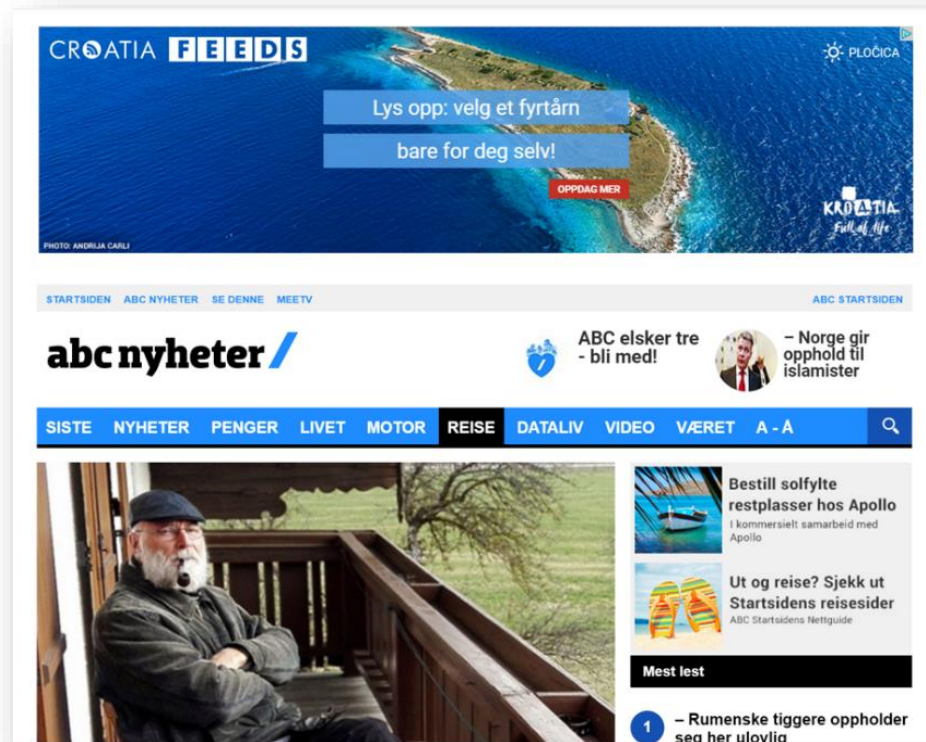 CROATIA FEEDS
PLOČICA
Lys opp: velg et fyrtårn
bare for deg selv!
OPPDAG MER
KROATIA
Full of life
PHOTO: ANDRIJA CARLI
STARTSIDEN ABC NYHETER SE DENNE MEETV
ABC STARTSIDEN
abc nyheter/
ABC elsker tre
- bli med!
– Norge gir
opphold til
islamister
SISTE NYHETER PENGER LIVET MOTOR REISE DATALIV VIDEO VÆRET A - Å
Bestill solfylte
restplasser hos Apollo
I kommersielt samarbeid med
Apollo
Ut og reise? Sjekk ut
Startsidens reisesider
ABC Startsidens Nettguide
Mest lest
1 – Rumenske tiggere oppholder
seg her ulovlig